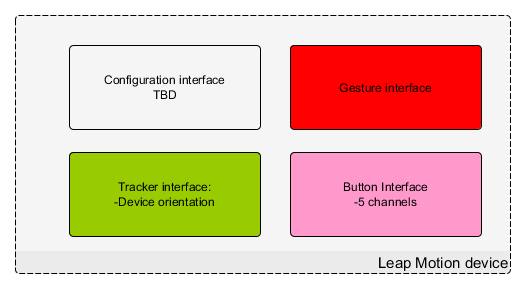 Configuration interface
TBD
Gesture interface
Tracker interface:
-Device orientation
Button Interface
-5 channels
Leap Motion device